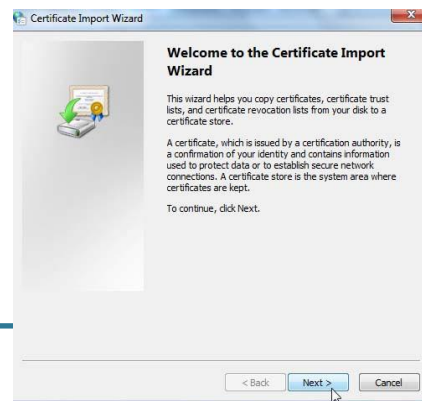 Certificate Import Wizard
Welcome to the Certificate Import
Wizard
This wizard helps you copy certificates, certificate trust
lists, and certificate revocation lists from your disk to a
certificate store.
A certificate, which is issued by a certification authority, is
a confirmation of your identity and contains information
used to protect data or to establish secure network
connections. A certificate store is the system area where
certificates are kept.
To continue, click Next.
< Back Next > Cancel